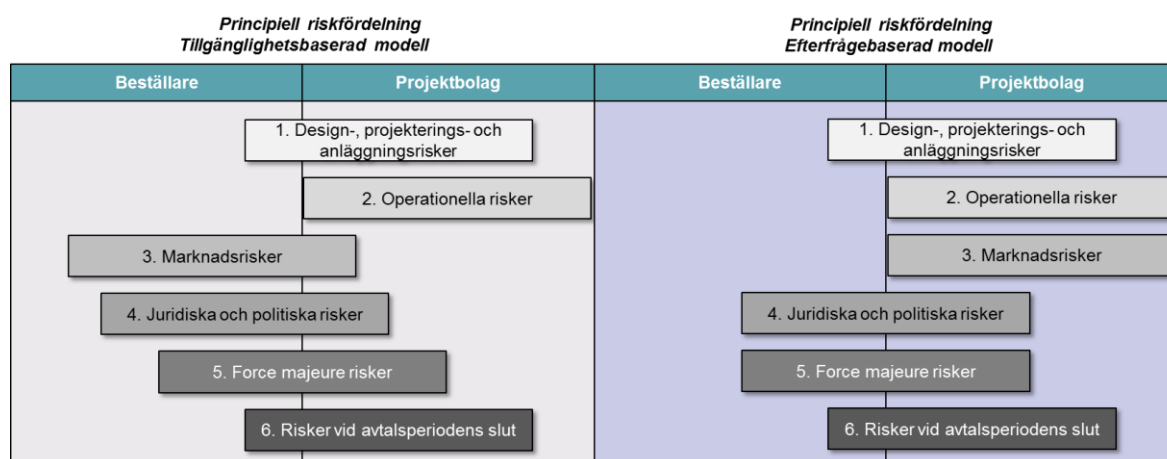 Principiell riskfördelning
Tillgänglighetsbaserad modell
Principiell riskfördelning
Efterfrågebaserad modell
Beställare
Projektbolag
Beställare
Projektbolag
1. Design-, projekterings- och
anläggningsrisker
2. Operationella risker
3. Marknadsrisker
4. Juridiska och politiska risker
5. Force majeure risker
6. Risker vid avtalsperiodens slut
1. Design-, projekterings- och
anläggningsrisker
2. Operationella risker
3. Marknadsrisker
4. Juridiska och politiska risker
5. Force majeure risker
6. Risker vid avtalsperiodens slut